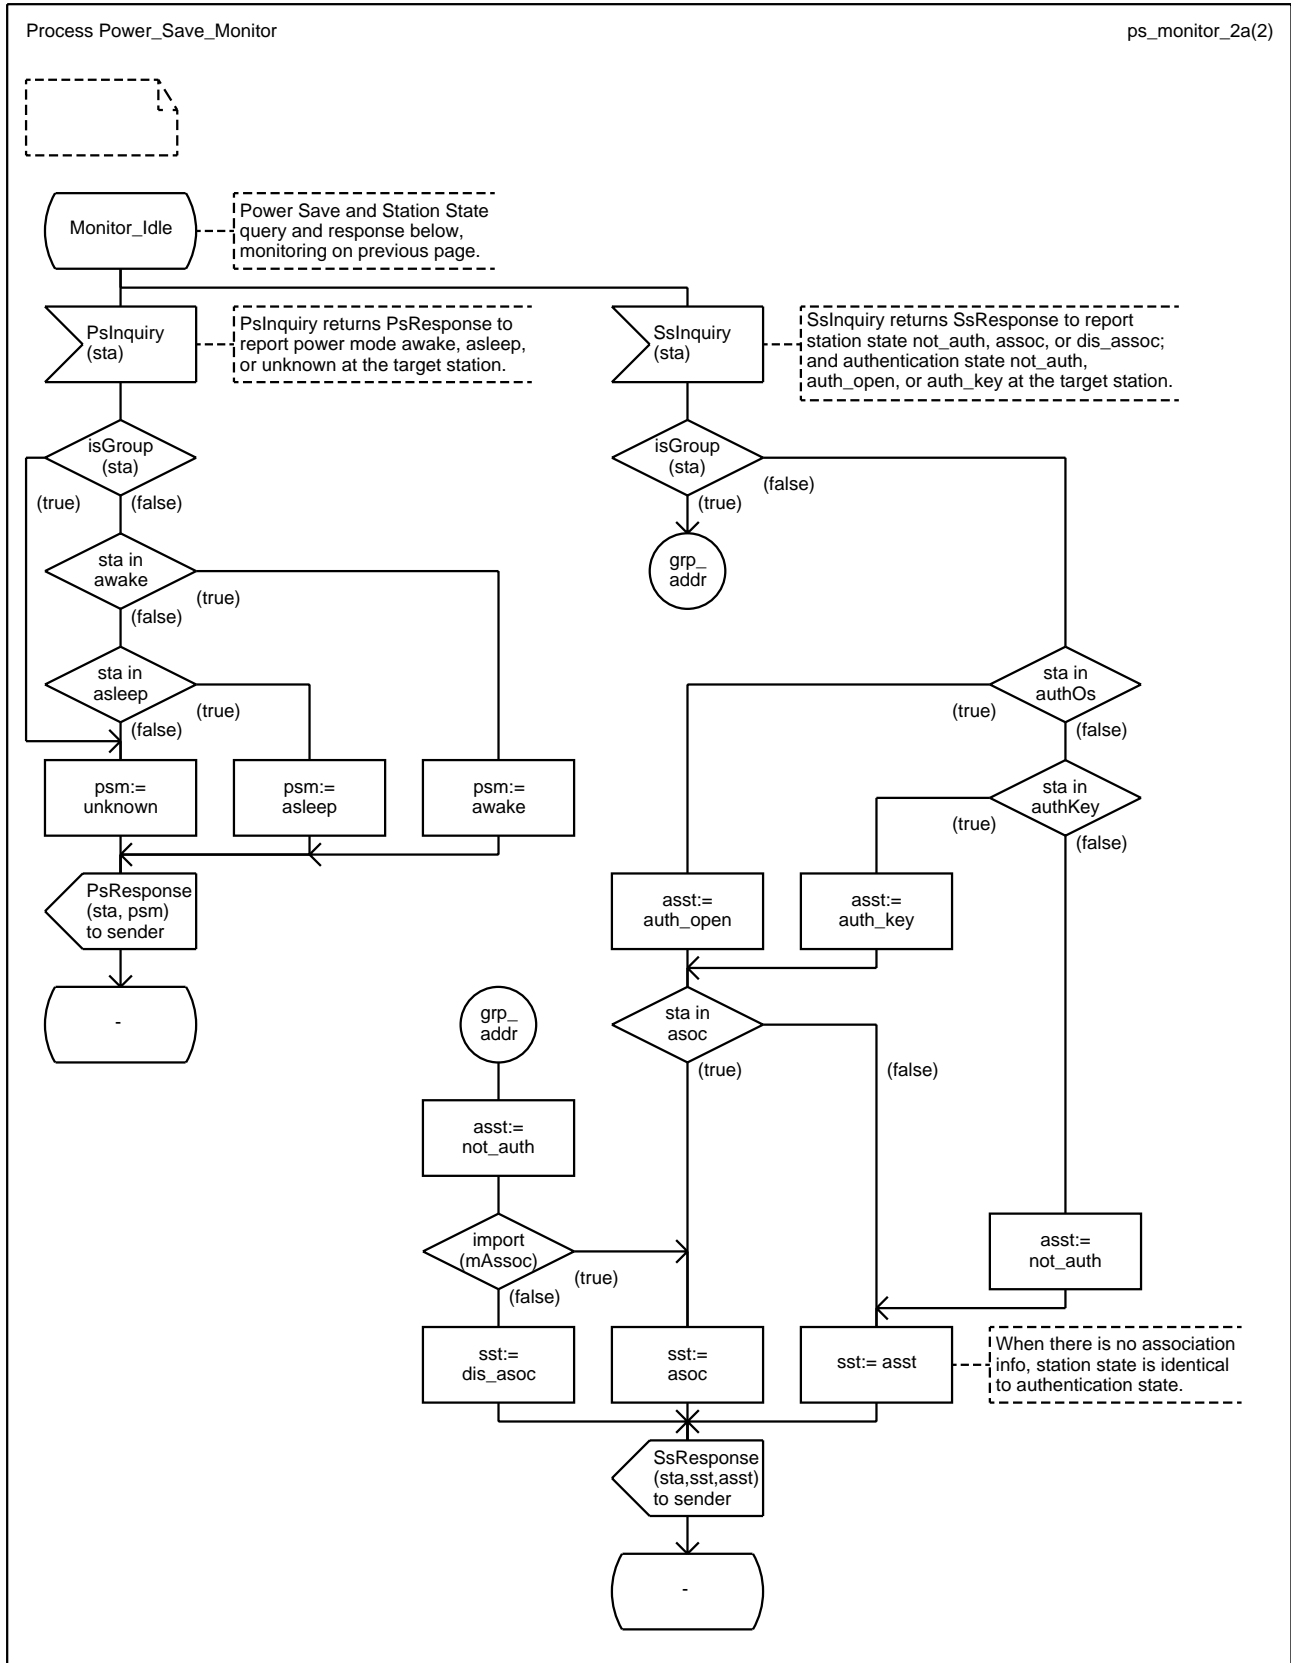 Process Power_Save_Monitor
ps_monitor_2a(2)
Monitor_Idle
Power Save and Station State
query and response below,
monitoring on previous page.
PsInquiry
(sta)
PsInquiry returns PsResponse to
report power mode awake, asleep,
or unknown at the target station.
SsInquiry
(sta)
SsInquiry returns SsResponse to report
station state not_auth, assoc, or dis_assoc;
and authentication state not_auth,
auth_open, or auth_key at the target station.
isGroup
(sta)
(true)
(false)
isGroup
(sta)
(true)
(false)
sta in
awake
(true)
(false)
grp_
addr
sta in
asleep
(true)
(false)
sta in
authOs
(true)
(false)
psm:=
unknown
psm:=
asleep
psm:=
awake
sta in
authKey
(true)
(false)
PsResponse
(sta, psm)
to sender
asst:=
auth_open
asst:=
auth_key
-
grp_
addr
sta in
asoc
(true)
(false)
asst:=
not_auth
import
(mAssoc)
(true)
(false)
asst:=
not_auth
sst:=
dis_asoc
sst:=
asoc
sst:= asst
When there is no association
info, station state is identical
to authentication state.
SsResponse
(sta,sst,asst)
to sender
-